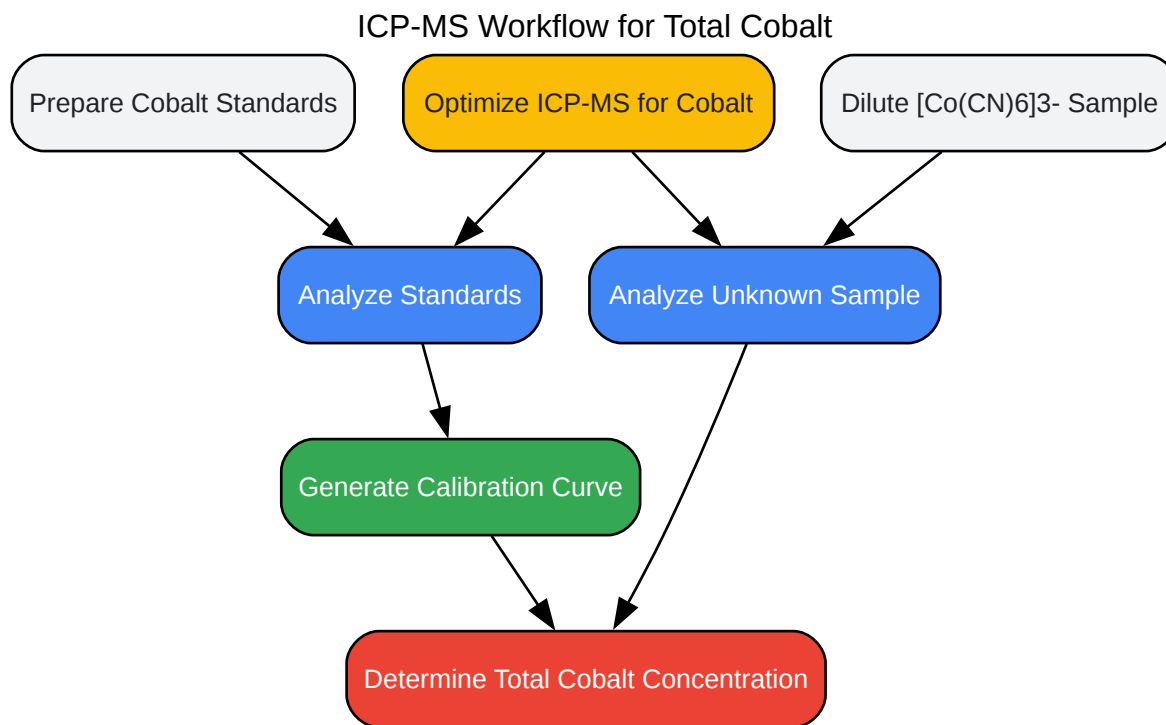 ICP-MS Workflow for Total Cobalt
Prepare Cobalt Standards
Optimize ICP-MS for Cobalt
Dilute [Co(CN)6]3- Sample
Analyze Standards
Analyze Unknown Sample
Generate Calibration Curve
Determine Total Cobalt Concentration